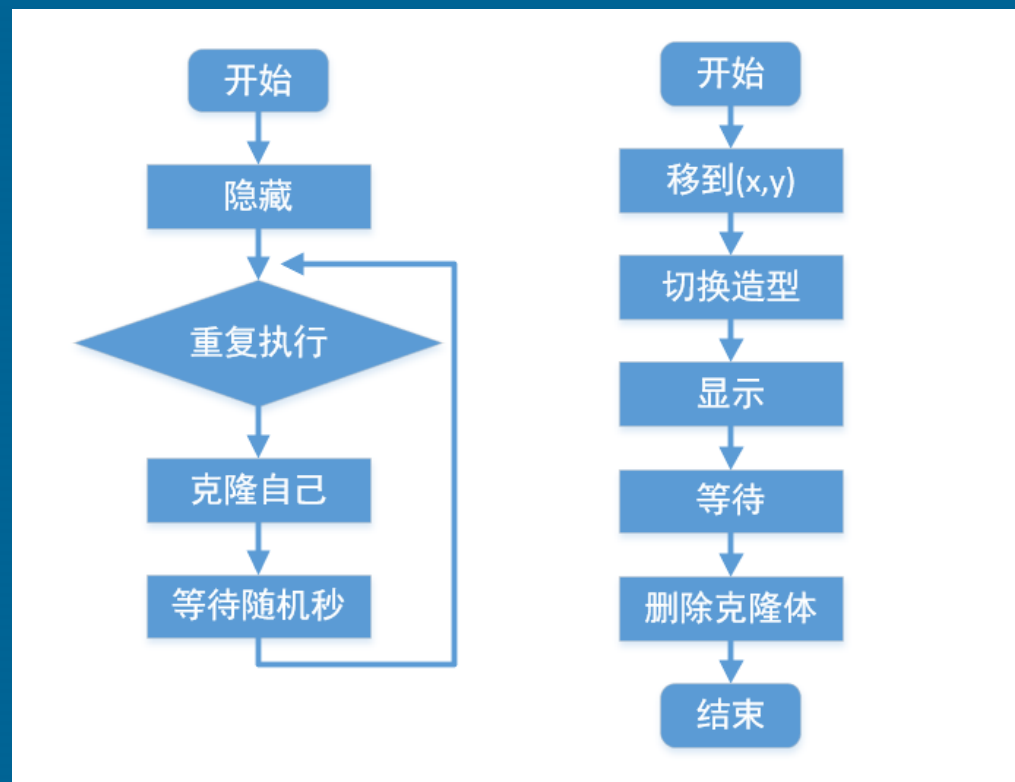 开始
隐藏
重复执行
克隆自己
等待随机秒
开始
移到(x,y)
切换造型
显示
等待
删除克隆体
结束